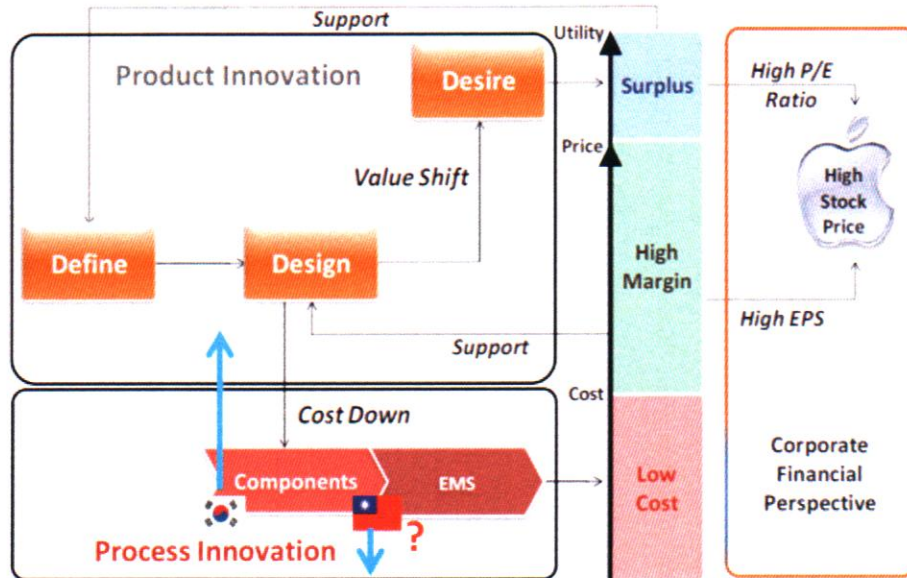 Support
Utility
Product Innovation
Desire
Surplus
High P/E
Ratio
Price
Value Shift
High
Stock
Price
Define
Design
High
Margin
High EPS
Support
Cost
Cost Down
Components
EMS
Low
Cost
Corporate
Financial
Perspective
?
Process Innovation